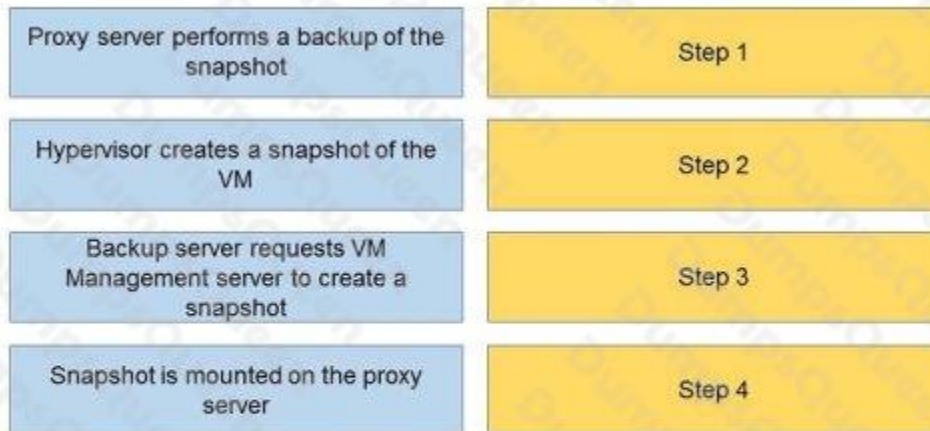 Proxy server performs a backup of the
snapshot
Step 1
Hypervisor creates a snapshot of the
VM
Step 2
Backup server requests VM
Management server to create a
snapshot
Step 3
Snapshot is mounted on the proxy
server
Step 4